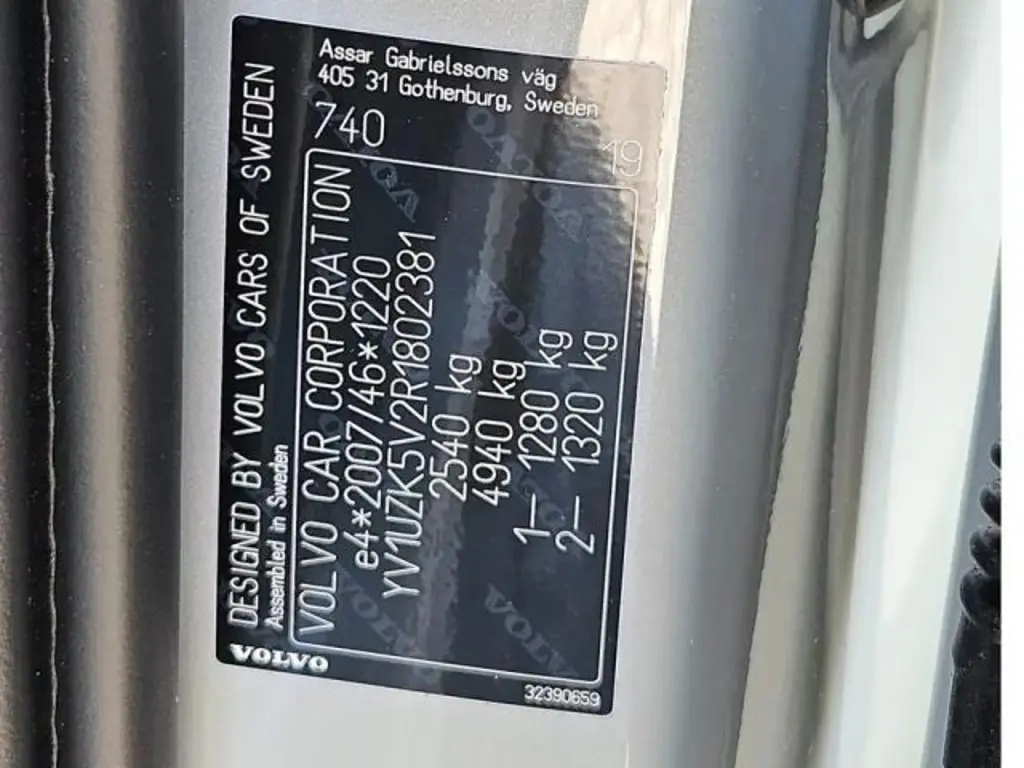 Assar Gabrielssons väg
405 31 Gothenburg, Sweden
740
19
DESIGNED BY VOLVO CARS OF SWEDEN
Assembled in Sweden
VOLVO CAR CORPORATION
e4*2007/46*1220
YV1UZK5V2R1802381
2540 kg
4940 kg
1– 1280 kg
2– 1320 kg
VOLVO
32390659